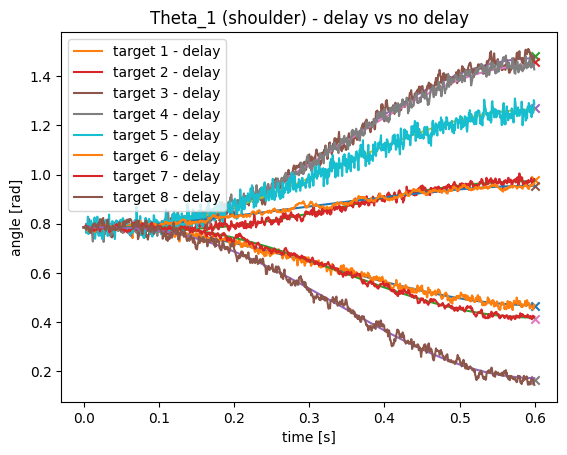 Theta_1 (shoulder) - delay vs no delay
target 1 - delay
target 2 - delay
target 3 - delay
target 4 - delay
target 5 - delay
target 6 - delay
target 7 - delay
target 8 - delay
1.4
1.2
1.0
0.8
0.6
0.4
0.2
angle [rad]
0.0 0.1 0.2 0.3 0.4 0.5 0.6
time [s]